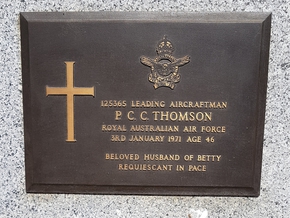 125365 LEADING AIRCRAFTMAN
P. C. C. THOMSON
ROYAL AUSTRALIAN AIR FORCE
3RD JANUARY 1971 AGE 46
BELOVED HUSBAND OF BETTY
REQUIESCANT IN PACE